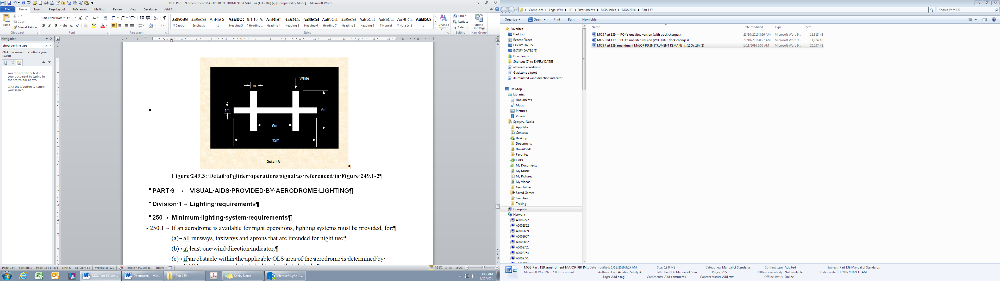 MOS Part 139 amendment MAJOR PIR INSTRUMENT REMAKE ns (11Oct16) (2) [Compatibility Mode] - Microsoft Word
File Home Insert Page Layout References Mailings Review View Developer Add-Ins
Paste
Cut
Copy
Format Painter
Clipboard
Times New Rom 12
Font
Paragraph
AaBbCcDd AaBbCcL AaBbCc AaBbCc 9.1.10 Aa AaBbC AaBbCc AaBbCcI AaBbCcI AaBbCcL AaBbCcD AaBbCcI AaBbCc AaBbCc
¶ Caption Emphasis h1 Heading 3 ¶ Heading... Heading 4 Heading 5 Heading 6 Heading 7 Heading 8 Heading 9 ¶ Normal ¶ Note Lvl 1 p
Styles
Change Styles
Find
Replace
Select
Editing
Shrink One Page
New Group
Navigation
shoulder-line type
Click the arrows to continue your
search
You can search for text in
your document by typing in
the search box above.
Click the X button to cancel
your search.
White
1m
1m
6m
5m
12m
Detail A
Figure 249.3: Detail of glider operations signal as referenced in Figure 249.1-2¶
PART 9 VISUAL AIDS PROVIDED BY AERODROME LIGHTING¶
Division 1 Lighting requirements¶
250 Minimum lighting system requirements¶
250.1 If an aerodrome is available for night operations, lighting systems must be provided, for:¶
(a) all runways, taxiways and aprons that are intended for night use;¶
(b) at least one wind direction indicator;¶
(c) if an obstacle within the applicable OLS area of the aerodrome is determined by
Page: 164 Section: 1 Page: 164 of 204 Line: 6 Column: 62 Words: 58,521 English (Australia) Insert 150%
Computer Legal (W:) LD Instruments MOS series MOS 2016 Part 139
Search Part 139
Organize Open Print Burn New folder
Name Date modified Type Size
MOS Part 139 — POK's unedited version (with track changes) 21/10/2016 8:26 AM Microsoft Word 9... 11,313 KB
MOS Part 139 — POK's unedited version (WITHOUT track changes) 21/10/2016 8:27 AM Microsoft Word 9... 11,164 KB
MOS Part 139 amendment MAJOR PIR INSTRUMENT REMAKE ns (11Oct16) (2) 1/11/2016 9:55 AM Microsoft Word 9... 20,297 KB
Favorites
Desktop
Recent Places
EXPIRY DATES
EXPIRY DATES (2)
Downloads
Shortcut (2) to EXPIRY DATES
alternate aerodrome
Gladstone airport
illuminated wind direction indicator
Desktop
Libraries
Documents
Music
Pictures
Videos
Spesyvy, Nadia
AppData
Contacts
Desktop
Documents
Downloads
Favorites
Links
My Documents
My Music
My Pictures
My Videos
New folder
Saved Games
Searches
Tracing
Computer
Network
A0002222
A0002352
A0002639
A0002657
A0002682
A0002761
A0002764
A0002771
MOS Part 139 amendment MAJOR PIR IN... Date modified: 1/11/2016 9:55 AM Size: 19.8 MB Categories: Manual of Standards Content type: Add text Subject: Part 139 Manual of Standards
Microsoft Word 97 - 2003 Document Authors: Civil Aviation Safety Au... Title: Part 139 Manual of Stan... Pages: 205 Offline availability: Not available Date created: 17/10/2016 9:11 AM
Tags: Add a tag Comments: Add comments Content status: Add text Offline status: Online
MOS Part 139 am... Document1 - Mic... Part 139 Sticky Notes Microsoft Lync (L...
11:49 AM
1/11/2016